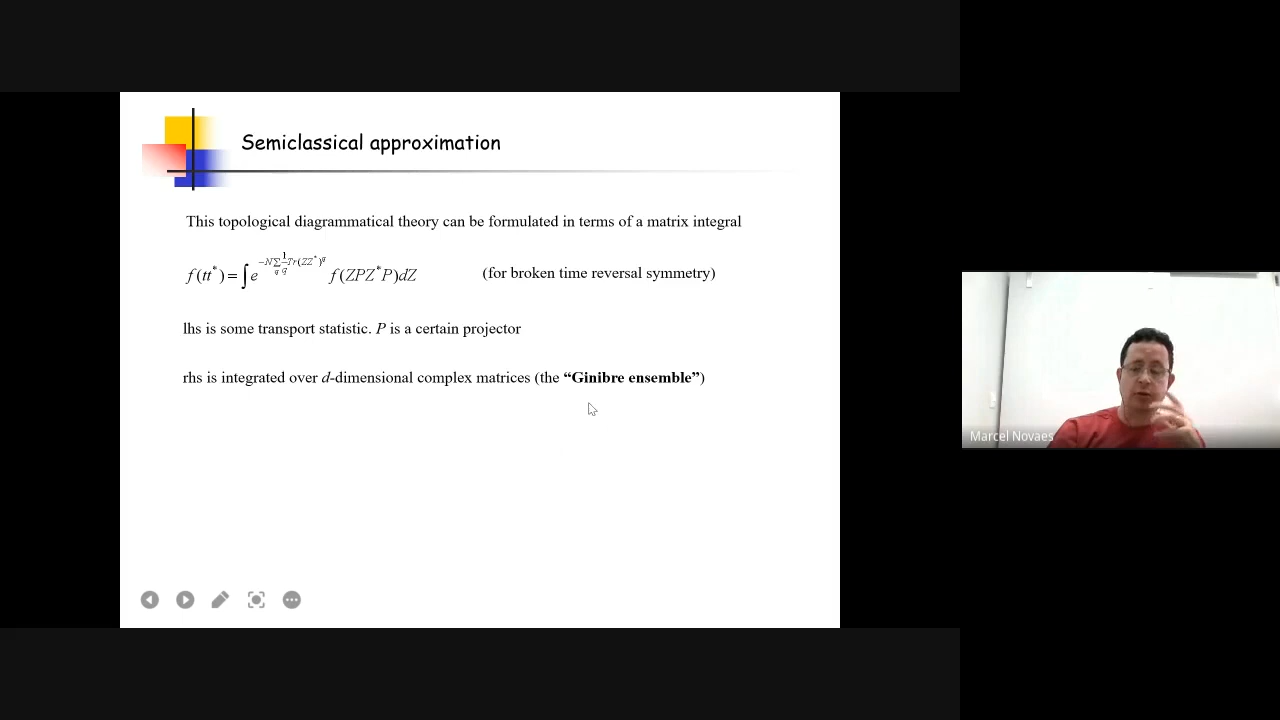 Semiclassical approximation
This topological diagrammatical theory can be formulated in terms of a matrix integral
f(tt*) = ∫ e^{-N∑_q \frac{1}{q} Tr(ZZ*)^q} f(ZPZ*P)dZ (for broken time reversal symmetry)
lhs is some transport statistic. P is a certain projector
rhs is integrated over d-dimensional complex matrices (the “Ginibre ensemble”)
Marcel Novaes